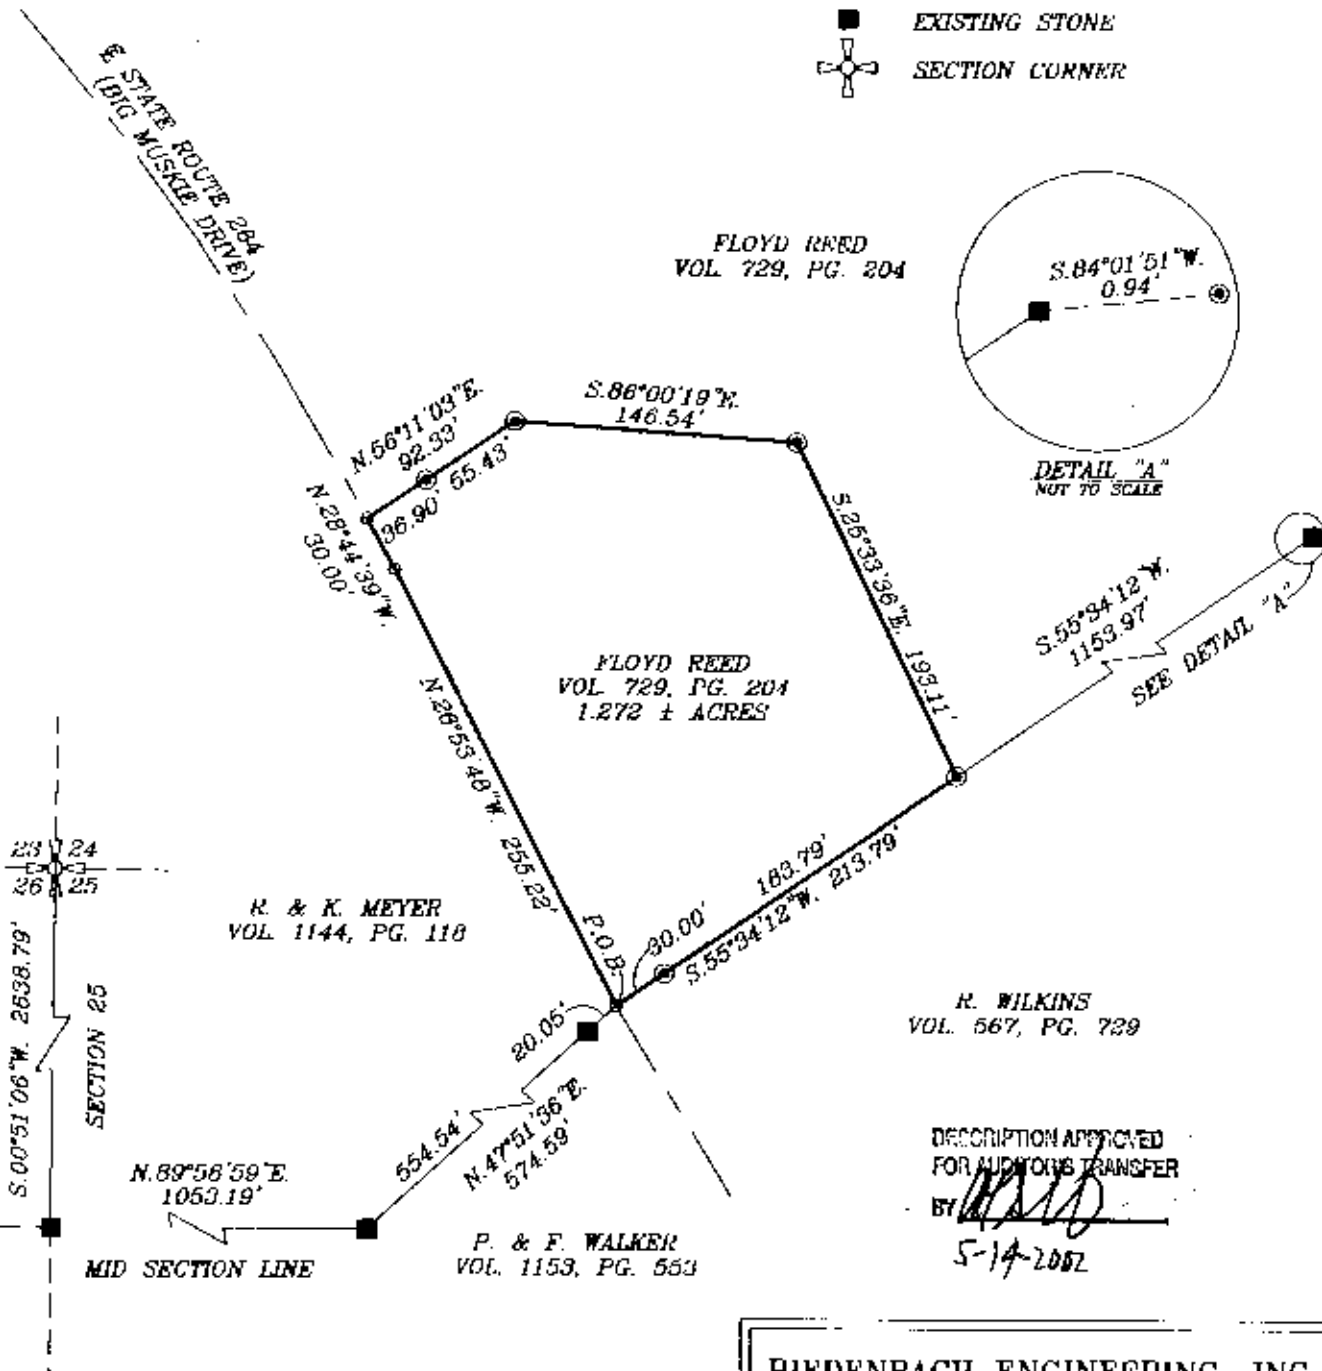 EXISTING STONE
SECTION CORNER
℄ STATE ROUTE 284
(BIG MUSKIE DRIVE)
FLOYD REED
VOL. 729, PG. 204
S.84°01'51"W.
0.94'
DETAIL "A"
NOT TO SCALE
N.56°11'03"E.
92.33'
36.90' 55.43'
S.86°00'19"E.
146.54'
N.28°44'39"W.
30.00'
S.25°33'36"E. 193.11'
S.55°34'12"W.
1153.97'
SEE DETAIL "A"
FLOYD REED
VOL. 729, PG. 204
1.272 ± ACRES
N.26°53'48"W. 255.22'
23 24
26 25
R. & K. MEYER
VOL. 1144, PG. 118
P.O.B.
30.00'
183.79'
S.55°34'12"W. 213.79'
S.00°51'06"W. 2638.79'
SECTION 25
R. WILKINS
VOL. 567, PG. 729
20.05'
554.54'
N.47°51'36"E.
574.59'
N.89°56'59"E.
1053.19'
MID SECTION LINE
P. & F. WALKER
VOL. 1153, PG. 553
DESCRIPTION APPROVED
FOR AUDITOR'S TRANSFER
BY
5-14-2002
BIEDENBACH ENGINEERING, INC